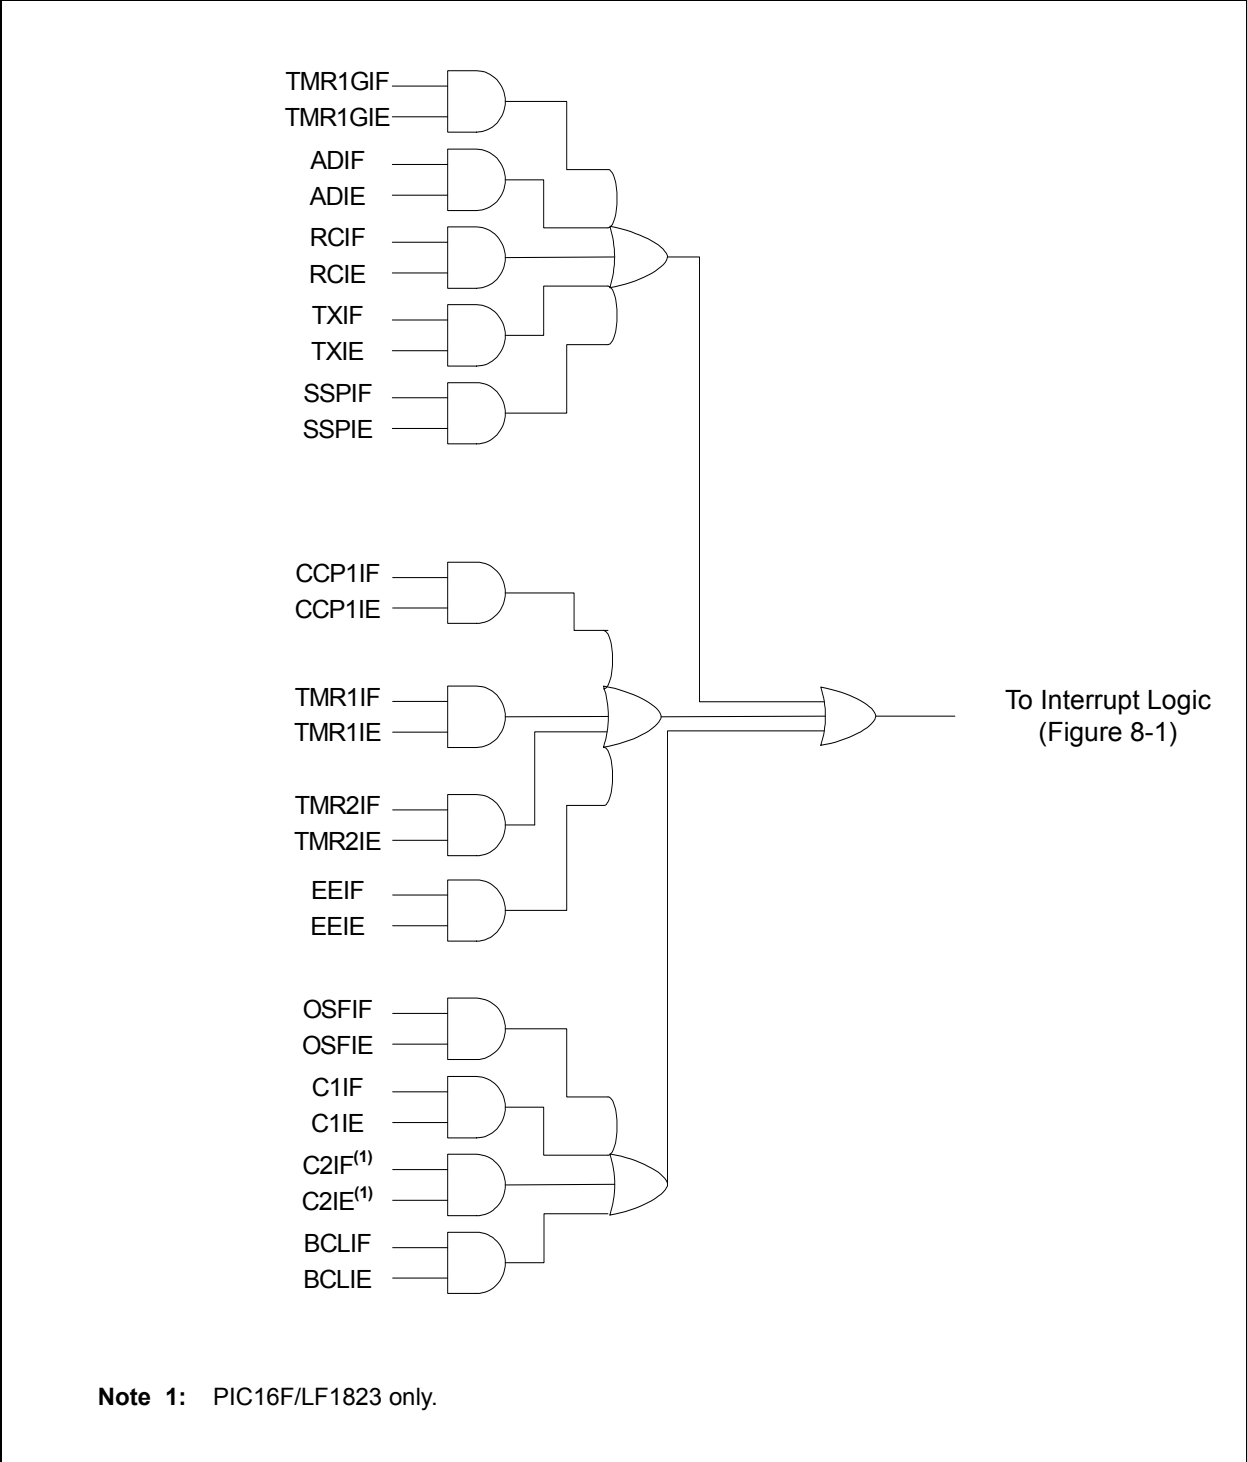 TMR1GIF
TMR1GIE
ADIF
ADIE
RCIF
RCIE
TXIF
TXIE
SSPIF
SSPIE
CCP1IF
CCP1IE
TMR1IF
TMR1IE
To Interrupt Logic
(Figure 8-1)
TMR2IF
TMR2IE
EEIF
EEIE
OSFIF
OSFIE
C1IF
C1IE
C2IF(1)
C2IE(1)
BCLIF
BCLIE
Note 1: PIC16F/LF1823 only.